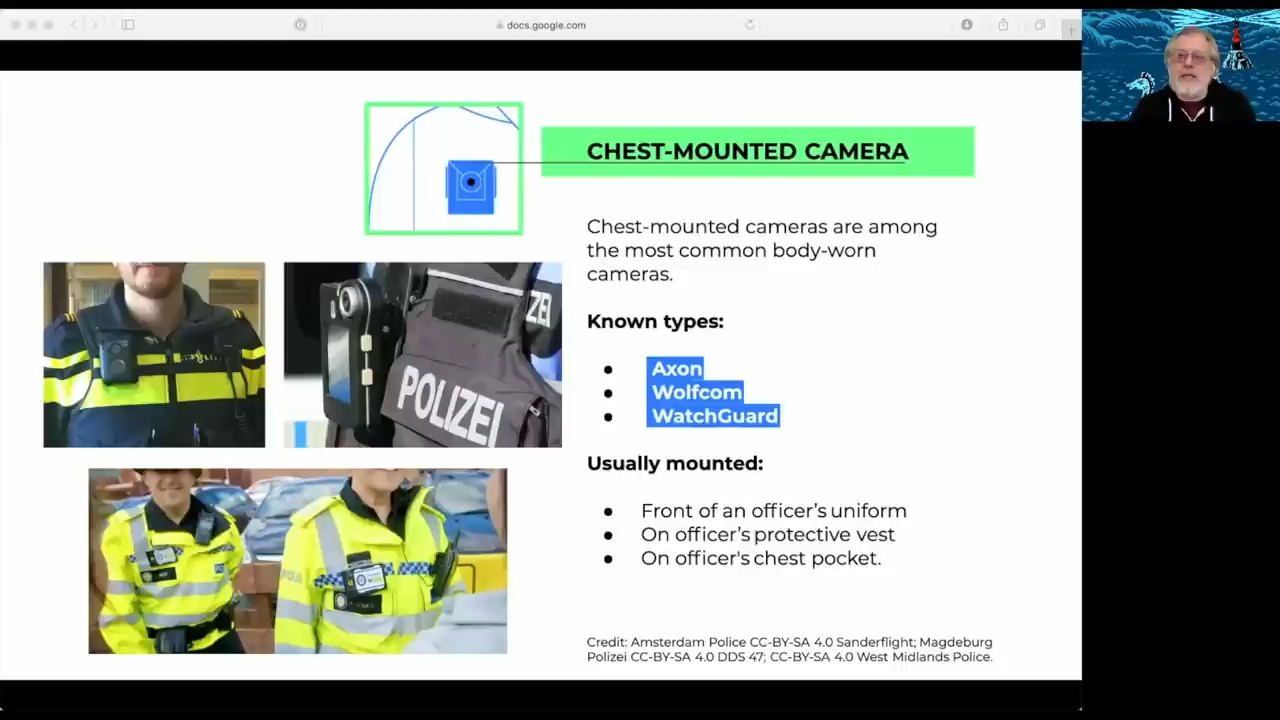 docs.google.com
CHEST-MOUNTED CAMERA
Chest-mounted cameras are among
the most common body-worn
cameras.
Known types:
● Axon
● Wolfcom
● WatchGuard
Usually mounted:
● Front of an officer’s uniform
● On officer’s protective vest
● On officer's chest pocket.
POLIZEI
ZEI
Credit: Amsterdam Police CC-BY-SA 4.0 Sanderflight; Magdeburg
Polizei CC-BY-SA 4.0 DDS 47; CC-BY-SA 4.0 West Midlands Police.